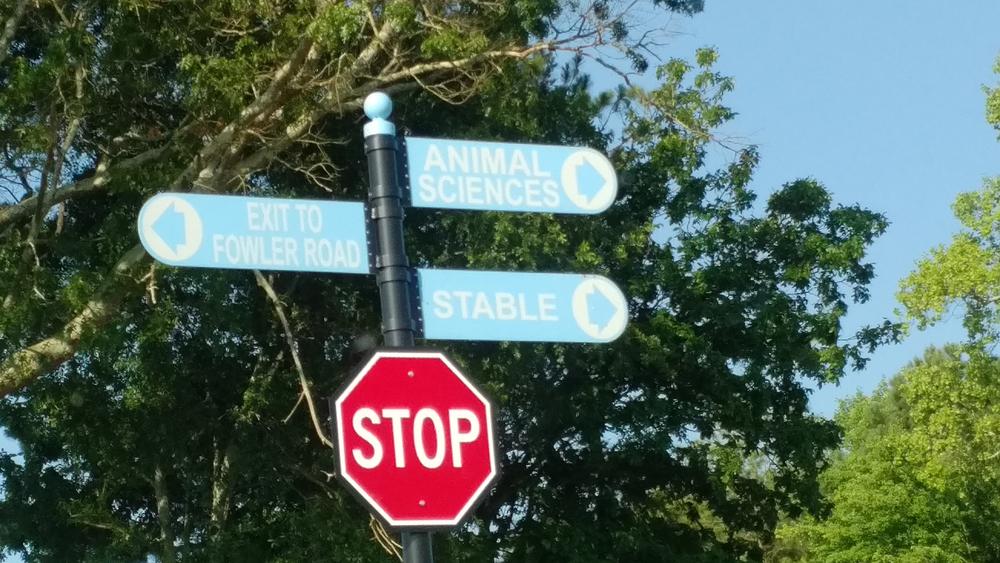 ANIMAL
SCIENCES
EXIT TO
FOWLER ROAD
STABLE
STOP